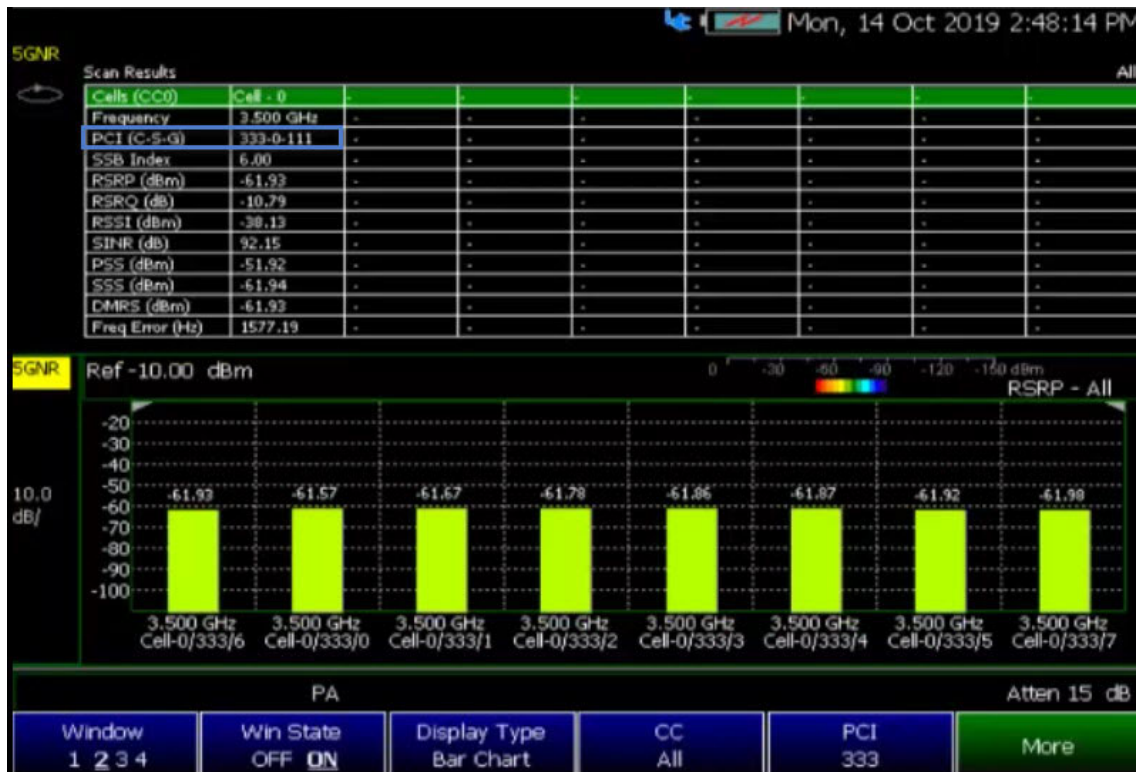 Mon, 14 Oct 2019 2:48:14 PM
5GNR
Scan Results All
Cells (CC0) Cell - 0 - - - - - - -
Frequency 3.500 GHz - - - - - - -
PCI (C-S-G) 333-0-111 - - - - - - -
SSB Index 6.00 - - - - - - -
RSRP (dBm) -61.93 - - - - - - -
RSRQ (dB) -10.79 - - - - - - -
RSSI (dBm) -38.13 - - - - - - -
SINR (dB) 92.15 - - - - - - -
PSS (dBm) -51.92 - - - - - - -
SSS (dBm) -61.94 - - - - - - -
DMRS (dBm) -61.93 - - - - - - -
Freq Error (Hz) 1577.19 - - - - - - -
5GNR Ref -10.00 dBm 0 -30 -60 -90 -120 -150 dBm
RSRP - All
-20
-30
-40
-50
-60
-70
-80
-90
-100
10.0
dB/
-61.93 -61.57 -61.67 -61.78 -61.86 -61.87 -61.92 -61.98
3.500 GHz 3.500 GHz 3.500 GHz 3.500 GHz 3.500 GHz 3.500 GHz 3.500 GHz 3.500 GHz
Cell-0/333/6 Cell-0/333/0 Cell-0/333/1 Cell-0/333/2 Cell-0/333/3 Cell-0/333/4 Cell-0/333/5 Cell-0/333/7
PA Atten 15 dB
Window Win State Display Type CC PCI More
1 2 3 4 OFF ON Bar Chart All 333